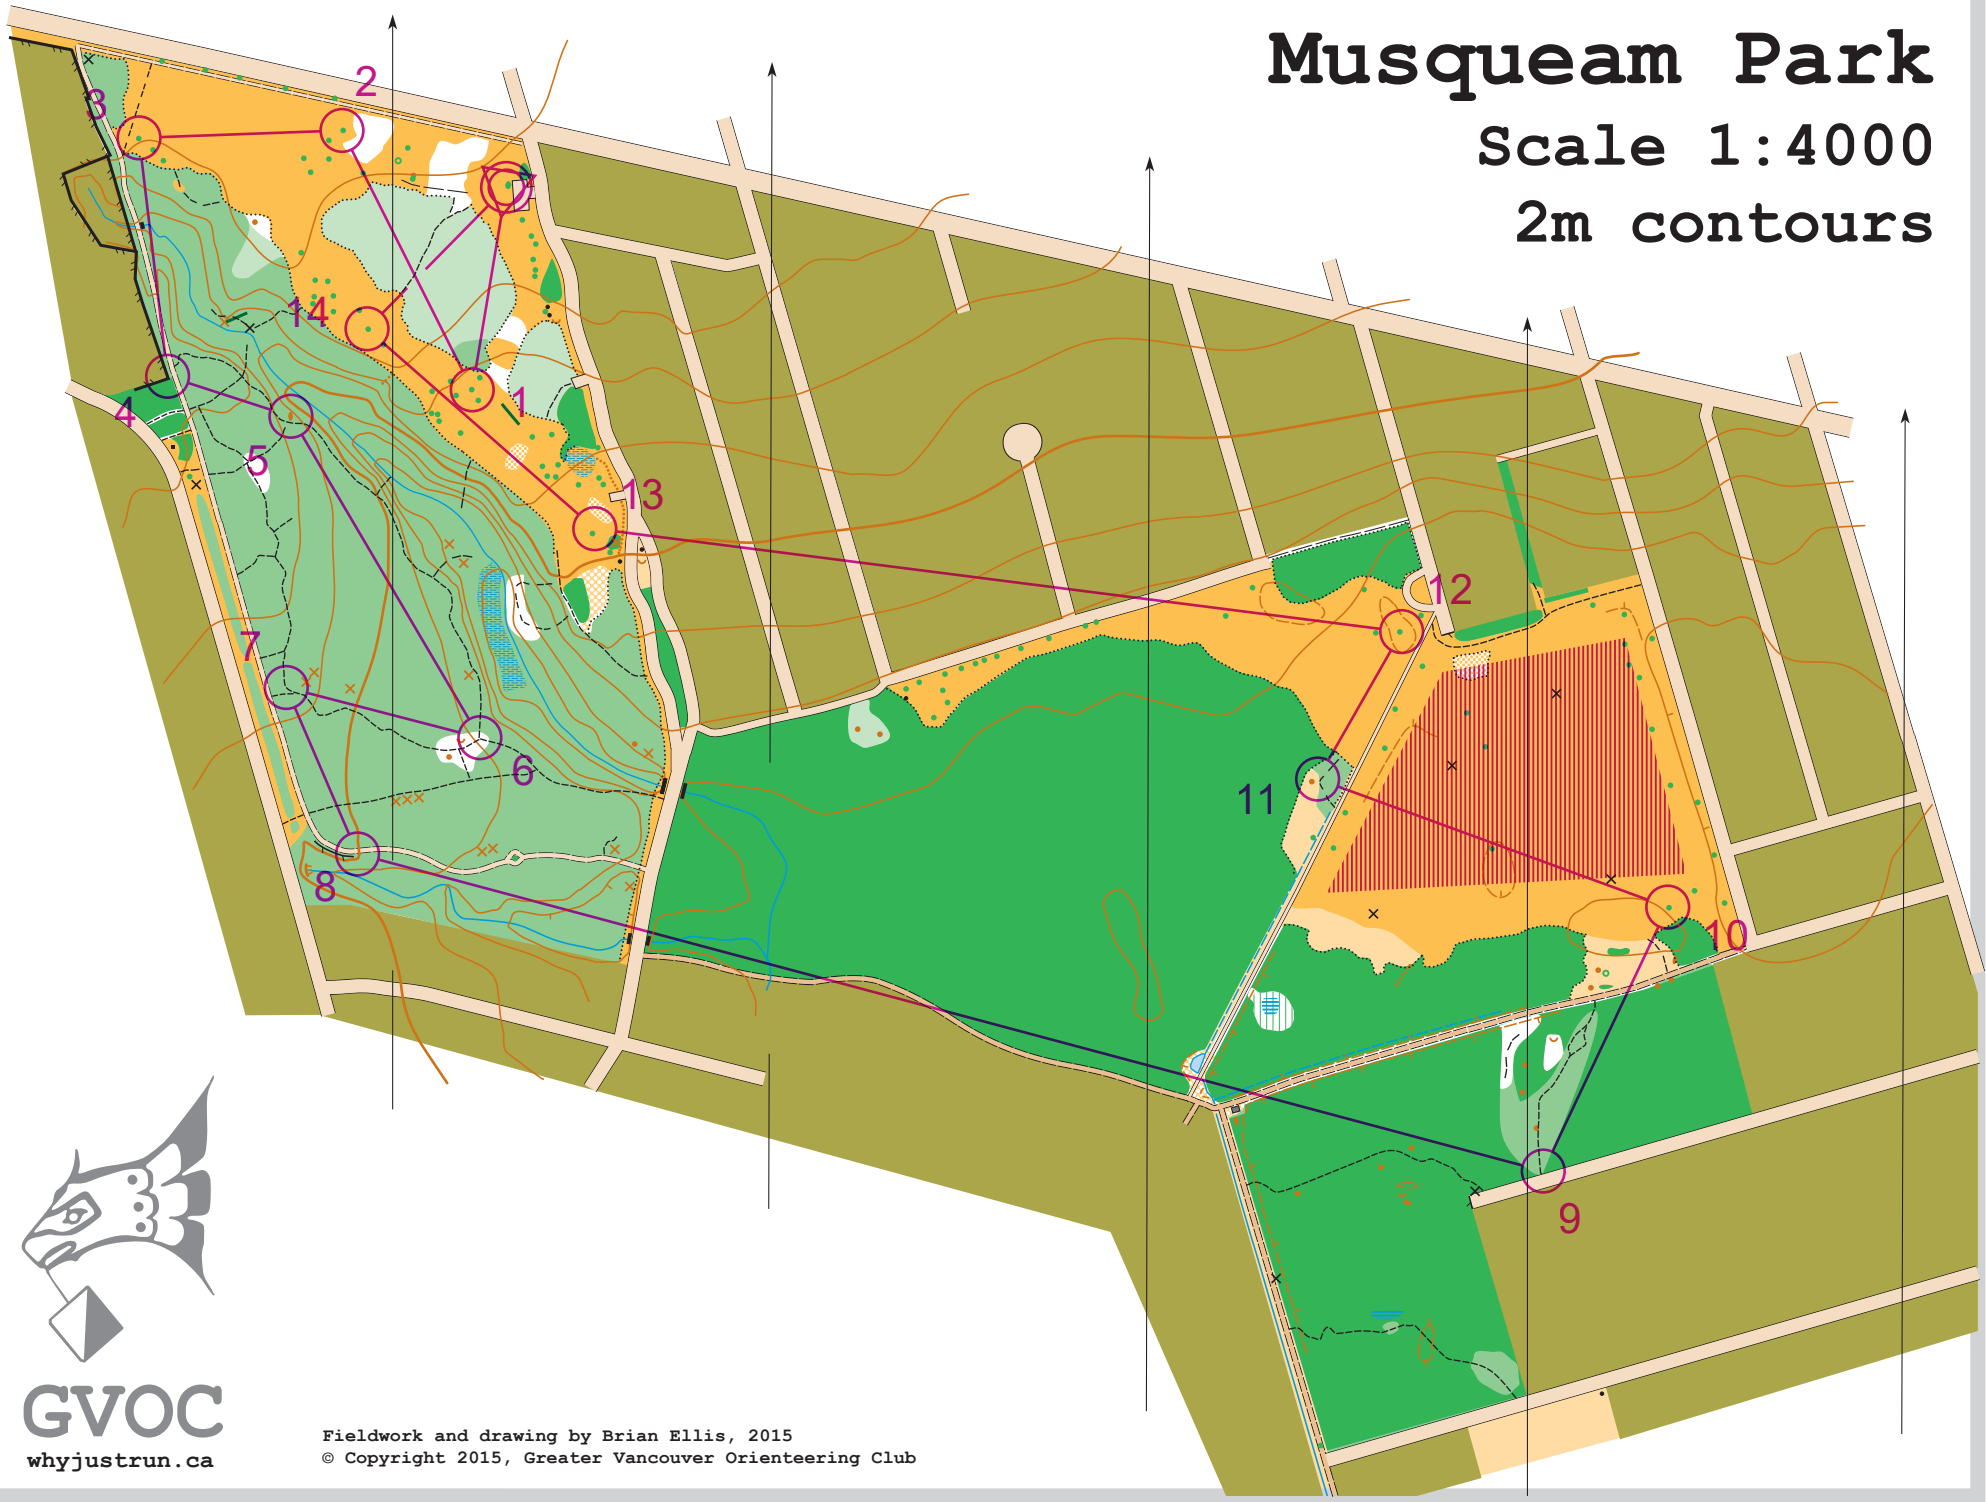 Musqueam Park
Scale 1:4000
2m contours
2
3
14
1
4
5
13
12
7
6
11
8
10
9
GVOC
whyjustrun.ca
Fieldwork and drawing by Brian Ellis, 2015
© Copyright 2015, Greater Vancouver Orienteering Club